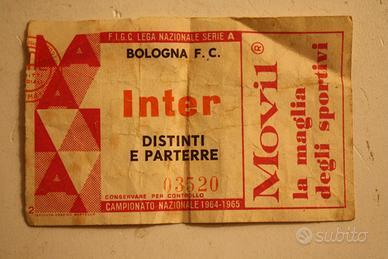 F.I.G.C. LEGA NAZIONALE SERIE A
BOLOGNA F.C.
Inter
DISTINTI
E PARTERRE
03520
CONSERVARE PER CONTROLLO
CAMPIONATO NAZIONALE 1964-1965
2
Movil®
la maglia
degli sportivi
A
A
A
A
subito